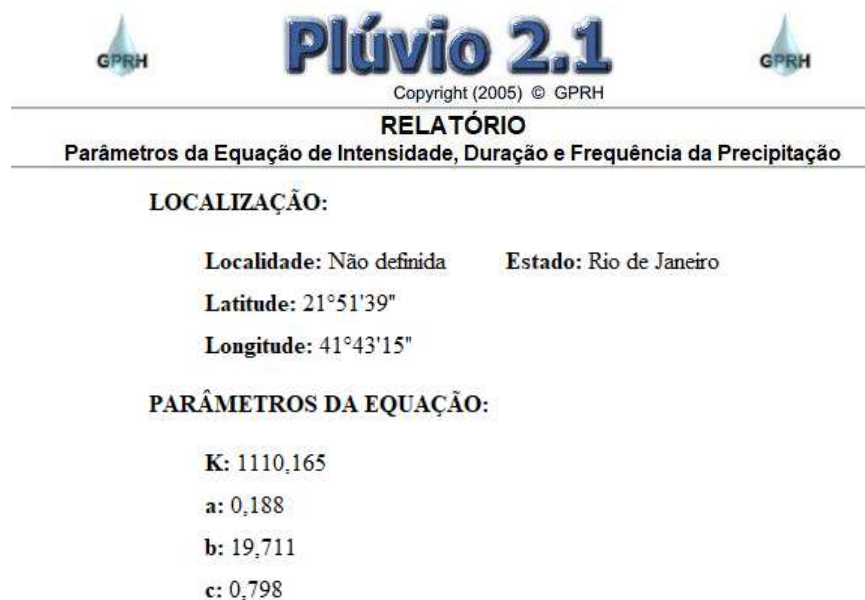 GPRH
Plúvio 2.1
GPRH
Copyright (2005) © GPRH
RELATÓRIO
Parâmetros da Equação de Intensidade, Duração e Frequência da Precipitação
LOCALIZAÇÃO:
Localidade: Não definida Estado: Rio de Janeiro
Latitude: 21°51'39"
Longitude: 41°43'15"
PARÂMETROS DA EQUAÇÃO:
K: 1110,165
a: 0,188
b: 19,711
c: 0,798